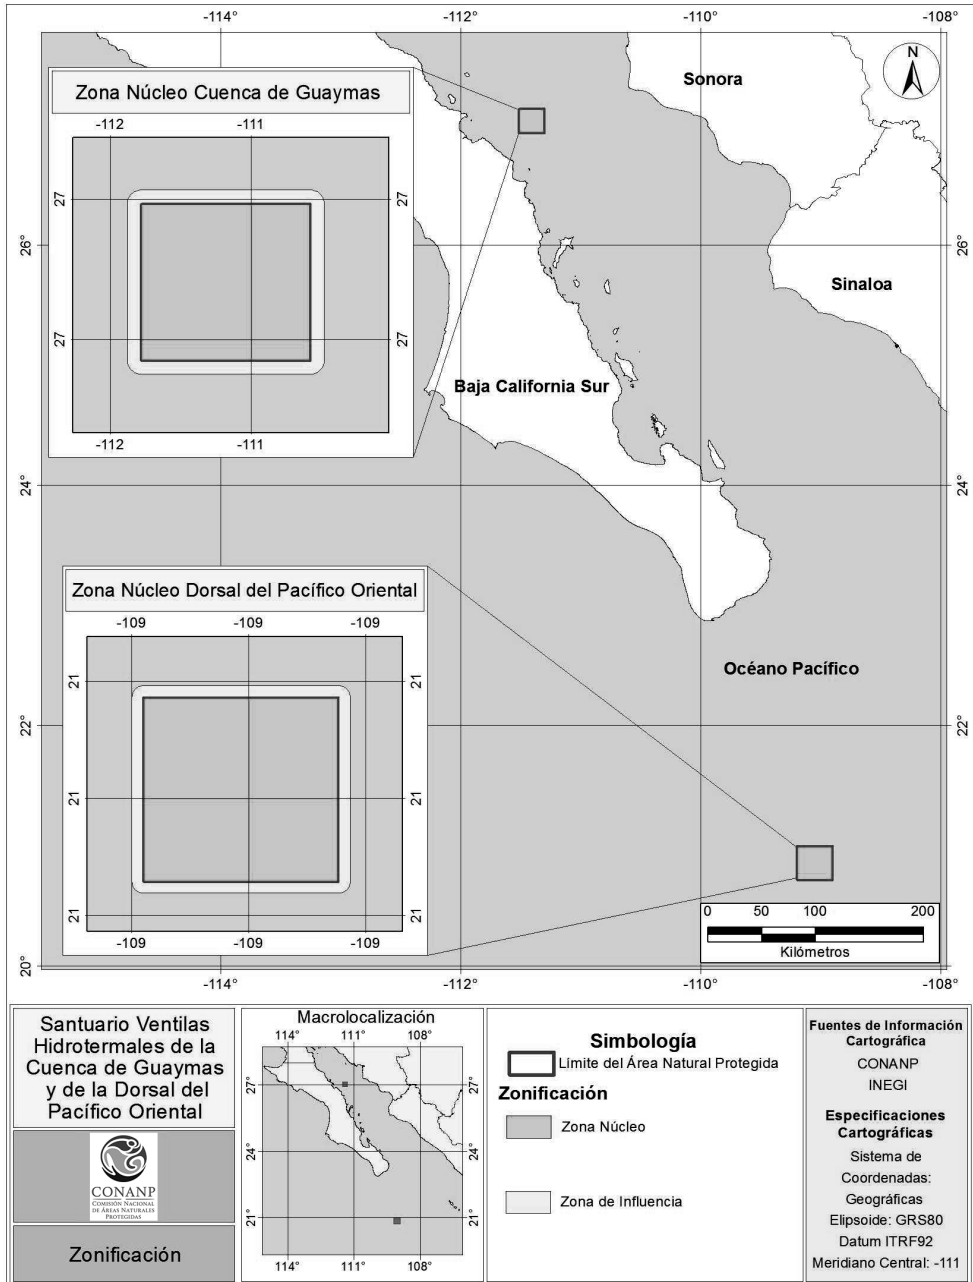 -114°
-112°
-110°
-108°
N
Sonora
Sinaloa
Baja California Sur
Océano Pacífico
26°
24°
22°
20°
26°
24°
22°
20°
Zona Núcleo Cuenca de Guaymas
-112
-111
27
27
27
27
-112
-111
Zona Núcleo Dorsal del Pacífico Oriental
-109
-109
-109
21
21
21
21
21
21
-109
-109
-109
0
50
100
200
Kilómetros
-114°
-112°
-110°
-108°
Santuario Ventilas
Hidrotermales de la
Cuenca de Guaymas
y de la Dorsal del
Pacífico Oriental
CONANP
COMISIÓN NACIONAL
DE ÁREAS NATURALES
PROTEGIDAS
Zonificación
Macrolocalización
114°
111°
108°
27°
24°
21°
27°
24°
21°
114°
111°
108°
Simbología
Límite del Área Natural Protegida
Zonificación
Zona Núcleo
Zona de Influencia
Fuentes de Información
Cartográfica
CONANP
INEGI
Especificaciones
Cartográficas
Sistema de
Coordenadas:
Geográficas
Elipsoide: GRS80
Datum ITRF92
Meridiano Central: -111